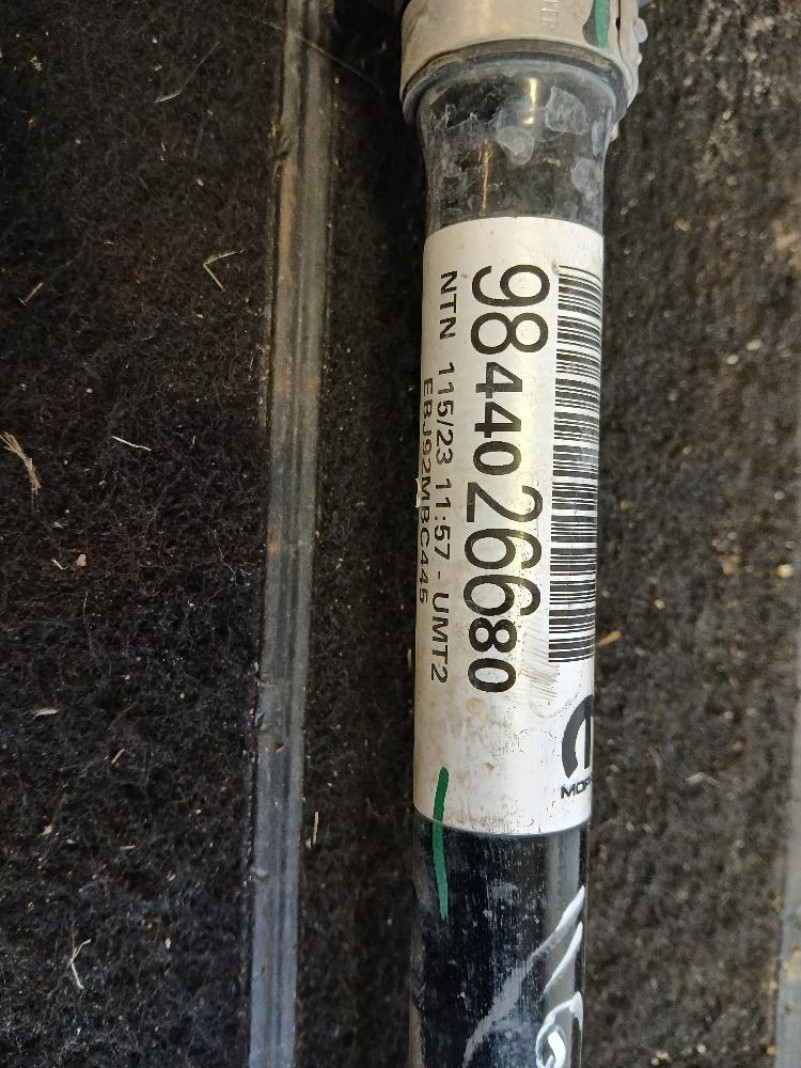 9844026680
NTN 115/23 11:57 - UMT2
EBJ92MBC445